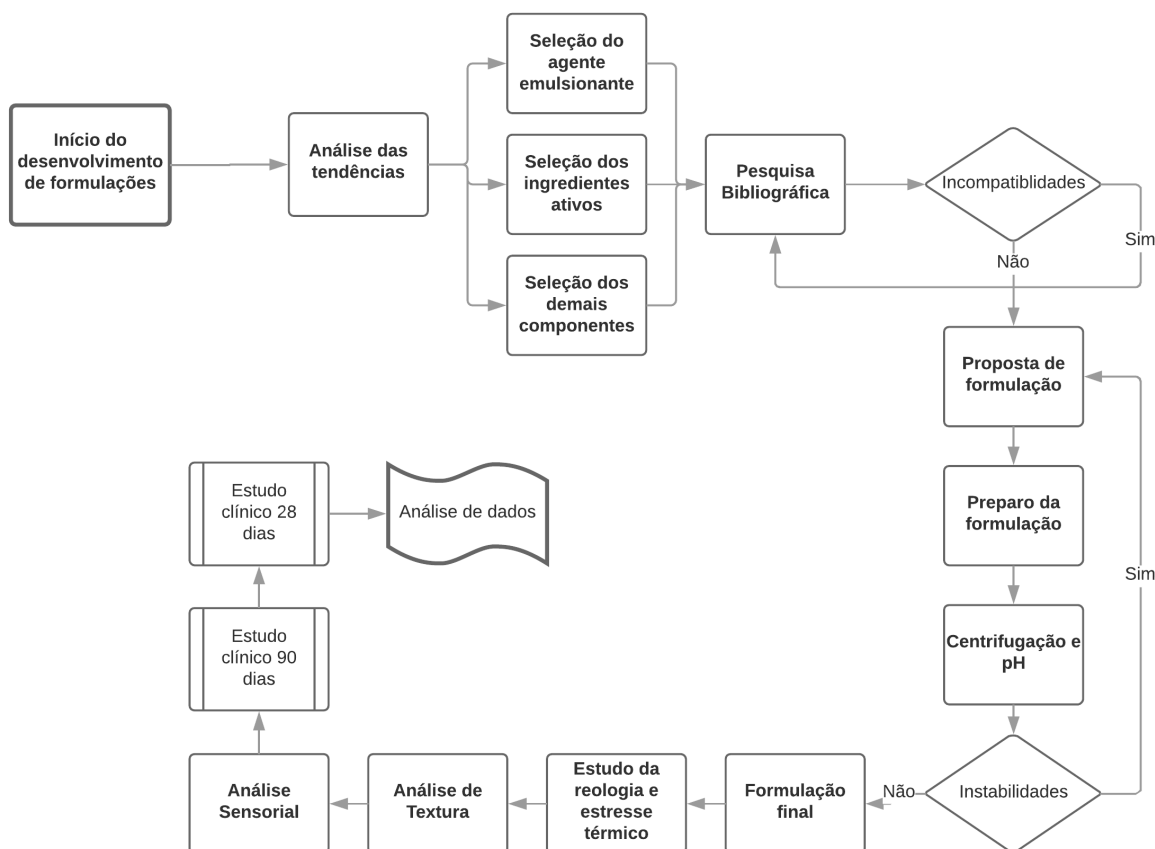 Início do
desenvolvimento
de formulações
Análise das
tendências
Seleção do
agente
emulsionante
Seleção dos
ingredientes
ativos
Seleção dos
demais
componentes
Pesquisa
Bibliográfica
Incompatiblidades
Sim
Não
Proposta de
formulação
Preparo da
formulação
Centrifugação e
pH
Sim
Instabilidades
Não
Formulação
final
Estudo da
reologia e
estresse
térmico
Análise de
Textura
Análise
Sensorial
Estudo
clínico 90
dias
Estudo
clínico 28
dias
Análise de dados